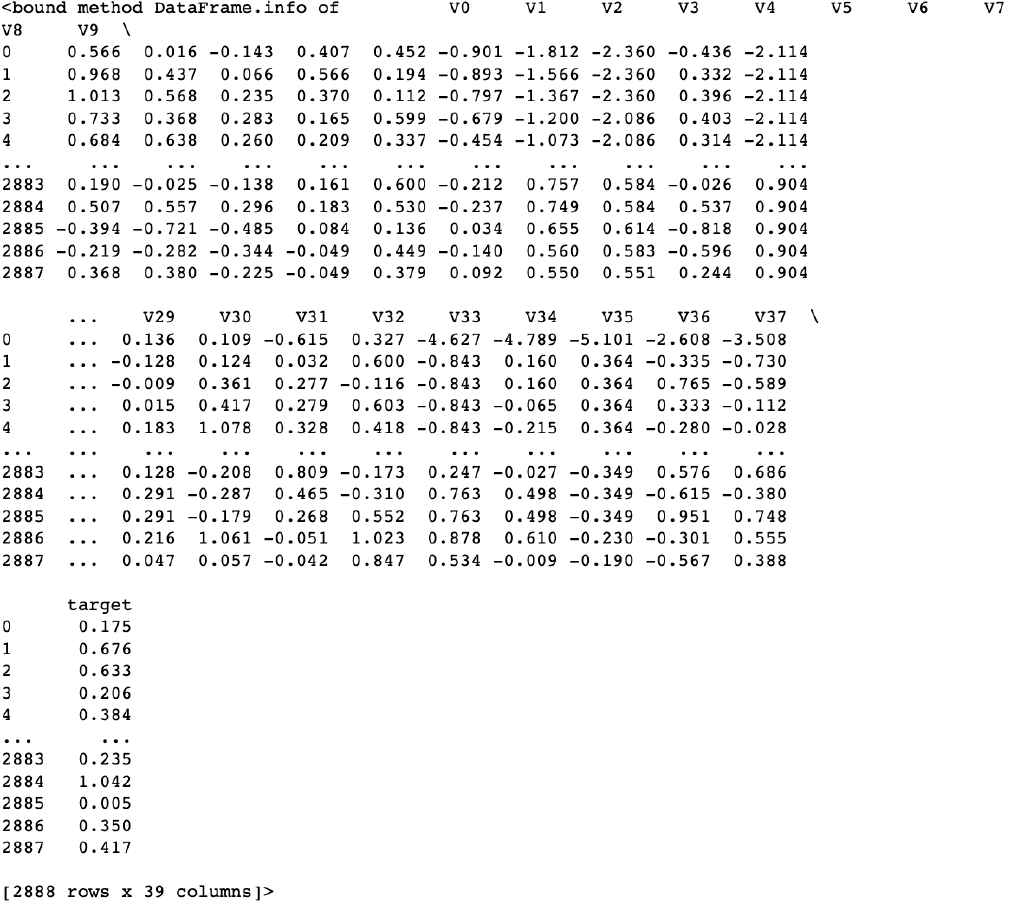 <bound method DataFrame.info of         V0     V1     V2     V3     V4     V5     V6     V7
V8     V9  \
0     0.566  0.016 -0.143  0.407  0.452 -0.901 -1.812 -2.360 -0.436 -2.114
1     0.968  0.437  0.066  0.566  0.194 -0.893 -1.566 -2.360  0.332 -2.114
2     1.013  0.568  0.235  0.370  0.112 -0.797 -1.367 -2.360  0.396 -2.114
3     0.733  0.368  0.283  0.165  0.599 -0.679 -1.200 -2.086  0.403 -2.114
4     0.684  0.638  0.260  0.209  0.337 -0.454 -1.073 -2.086  0.314 -2.114
...     ...    ...    ...    ...    ...    ...    ...    ...    ...    ...
2883  0.190 -0.025 -0.138  0.161  0.600 -0.212  0.757  0.584 -0.026  0.904
2884  0.507  0.557  0.296  0.183  0.530 -0.237  0.749  0.584  0.537  0.904
2885 -0.394 -0.721 -0.485  0.084  0.136  0.034  0.655  0.614 -0.818  0.904
2886 -0.219 -0.282 -0.344 -0.049  0.449 -0.140  0.560  0.583 -0.596  0.904
2887  0.368  0.380 -0.225 -0.049  0.379  0.092  0.550  0.551  0.244  0.904
      ...    V29    V30    V31    V32    V33    V34    V35    V36    V37  \
0     ...  0.136  0.109 -0.615  0.327 -4.627 -4.789 -5.101 -2.608 -3.508
1     ... -0.128  0.124  0.032  0.600 -0.843  0.160  0.364 -0.335 -0.730
2     ... -0.009  0.361  0.277 -0.116 -0.843  0.160  0.364  0.765 -0.589
3     ...  0.015  0.417  0.279  0.603 -0.843 -0.065  0.364  0.333 -0.112
4     ...  0.183  1.078  0.328  0.418 -0.843 -0.215  0.364 -0.280 -0.028
...   ...    ...    ...    ...    ...    ...    ...    ...    ...    ...
2883  ...  0.128 -0.208  0.809 -0.173  0.247 -0.027 -0.349  0.576  0.686
2884  ...  0.291 -0.287  0.465 -0.310  0.763  0.498 -0.349 -0.615 -0.380
2885  ...  0.291 -0.179  0.268  0.552  0.763  0.498 -0.349  0.951  0.748
2886  ...  0.216  1.061 -0.051  1.023  0.878  0.610 -0.230 -0.301  0.555
2887  ...  0.047  0.057 -0.042  0.847  0.534 -0.009 -0.190 -0.567  0.388
      target
0      0.175
1      0.676
2      0.633
3      0.206
4      0.384
...      ...
2883   0.235
2884   1.042
2885   0.005
2886   0.350
2887   0.417
[2888 rows x 39 columns]>